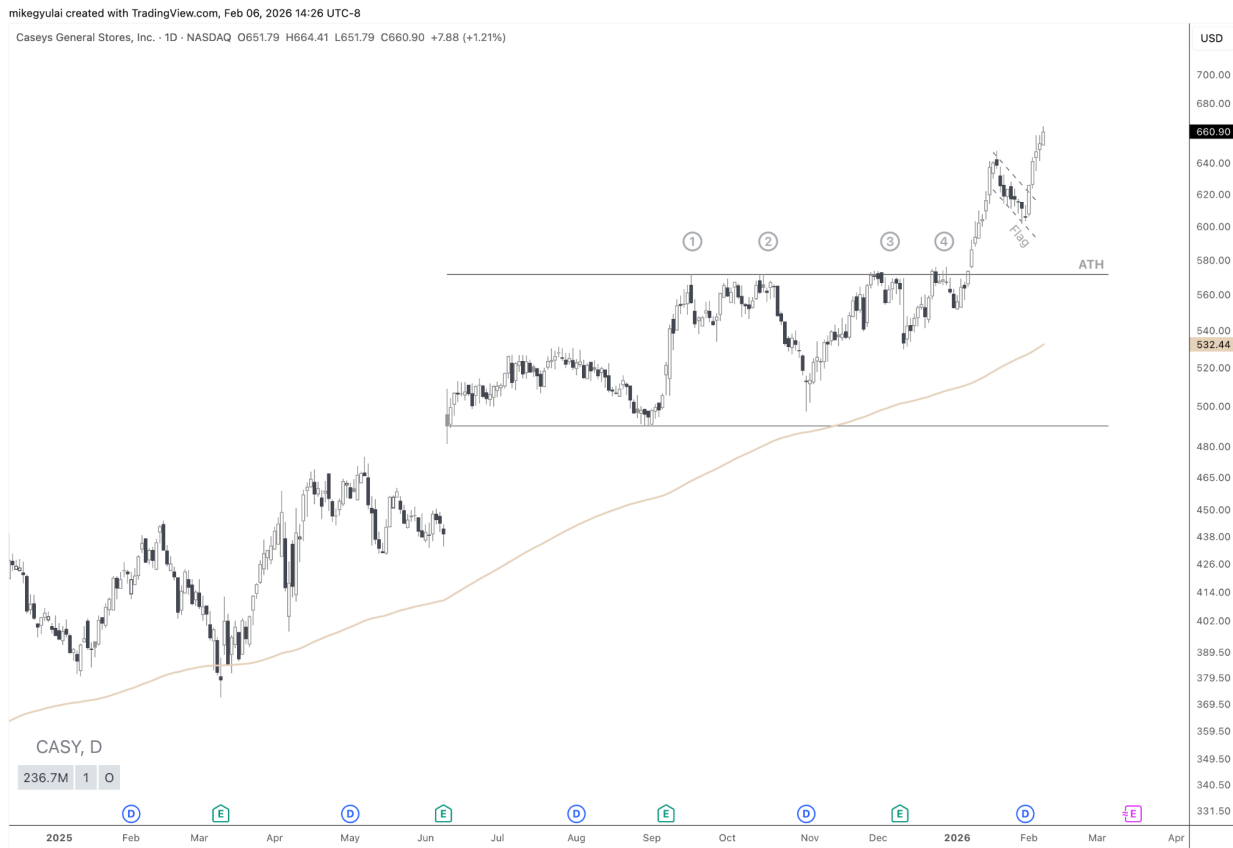 mikegyulai created with TradingView.com, Feb 06, 2026 14:26 UTC-8
Caseys General Stores, Inc. · 1D · NASDAQ O651.79 H664.41 L651.79 C660.90 +7.88 (+1.21%)
USD
700.00
680.00
660.90
640.00
620.00
600.00
580.00
560.00
540.00
532.44
520.00
500.00
480.00
465.00
450.00
438.00
426.00
414.00
402.00
389.50
379.50
369.50
359.50
349.50
340.50
331.50
1 2 3 4
ATH
Flag
CASY, D
236.7M 1 O
D E D E D E D E D ≈E
2025 Feb Mar Apr May Jun Jul Aug Sep Oct Nov Dec 2026 Feb Mar Apr